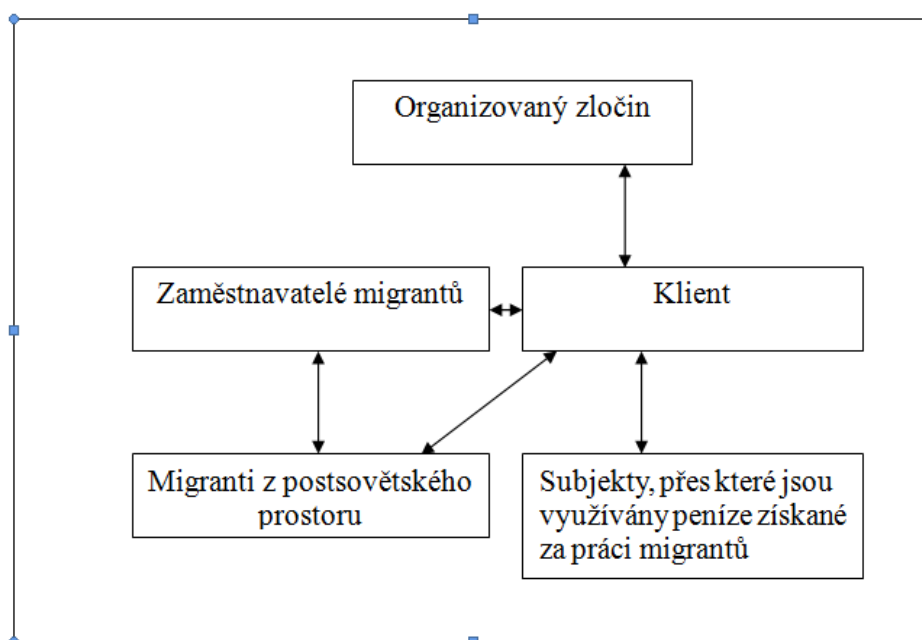 Organizovaný zločin
Zaměstnavatelé migrantů
Klient
Migranti z postsovětského
prostoru
Subjekty, přes které jsou
využívány peníze získané
za práci migrantů